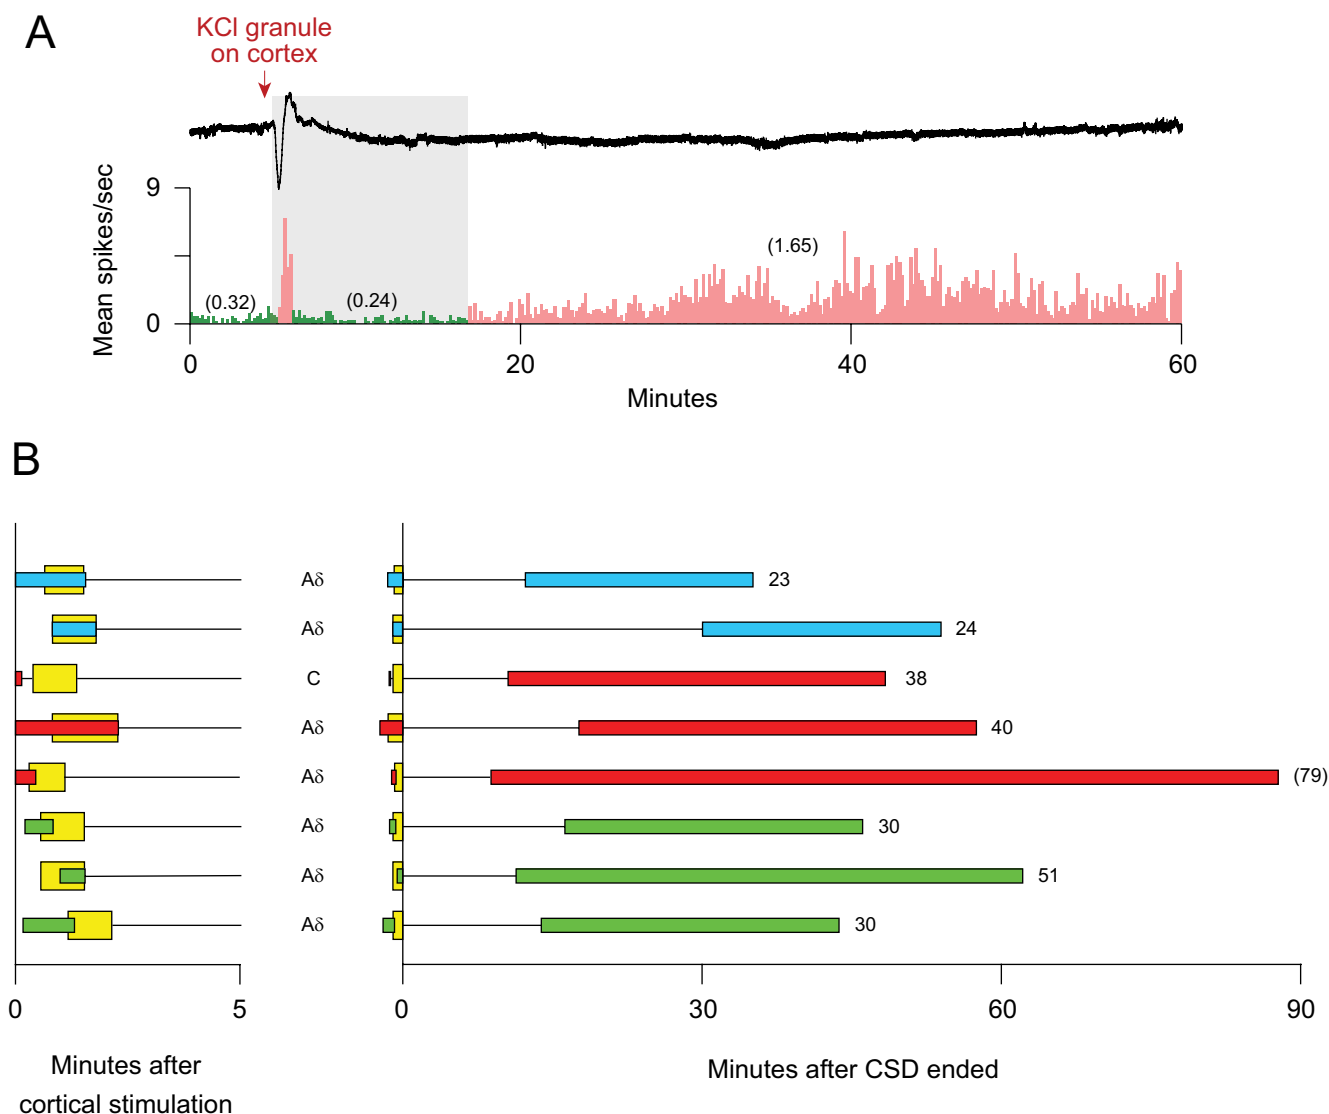 A
KCl granule
on cortex
Mean spikes/sec
9
0
(0.32)
(0.24)
(1.65)
0 20 40 60
Minutes
B
Aδ 23
Aδ 24
C 38
Aδ 40
Aδ (79)
Aδ 30
Aδ 51
Aδ 30
0 5 0 30 60 90
Minutes after
cortical stimulation
Minutes after CSD ended